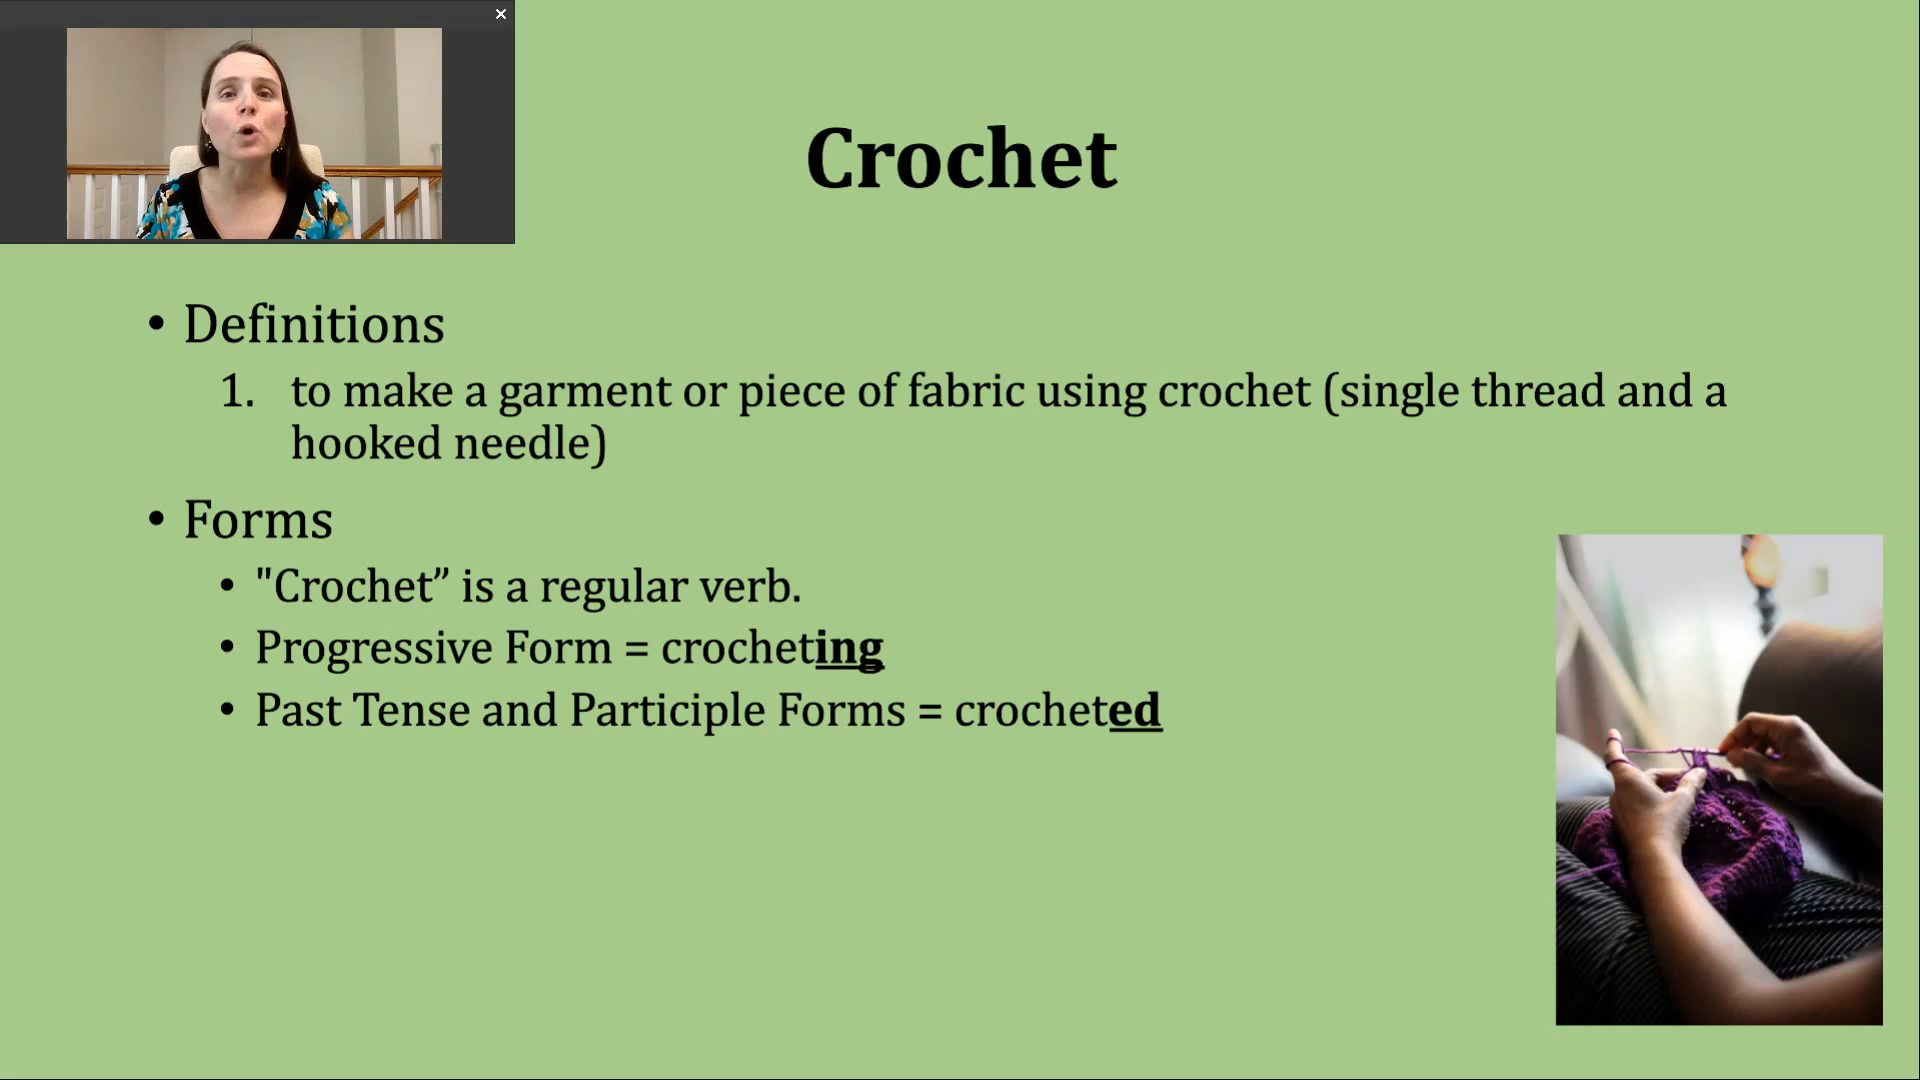 Crochet
• Definitions
1. to make a garment or piece of fabric using crochet (single thread and a
hooked needle)
• Forms
• "Crochet” is a regular verb.
• Progressive Form = crocheting
• Past Tense and Participle Forms = crocheted